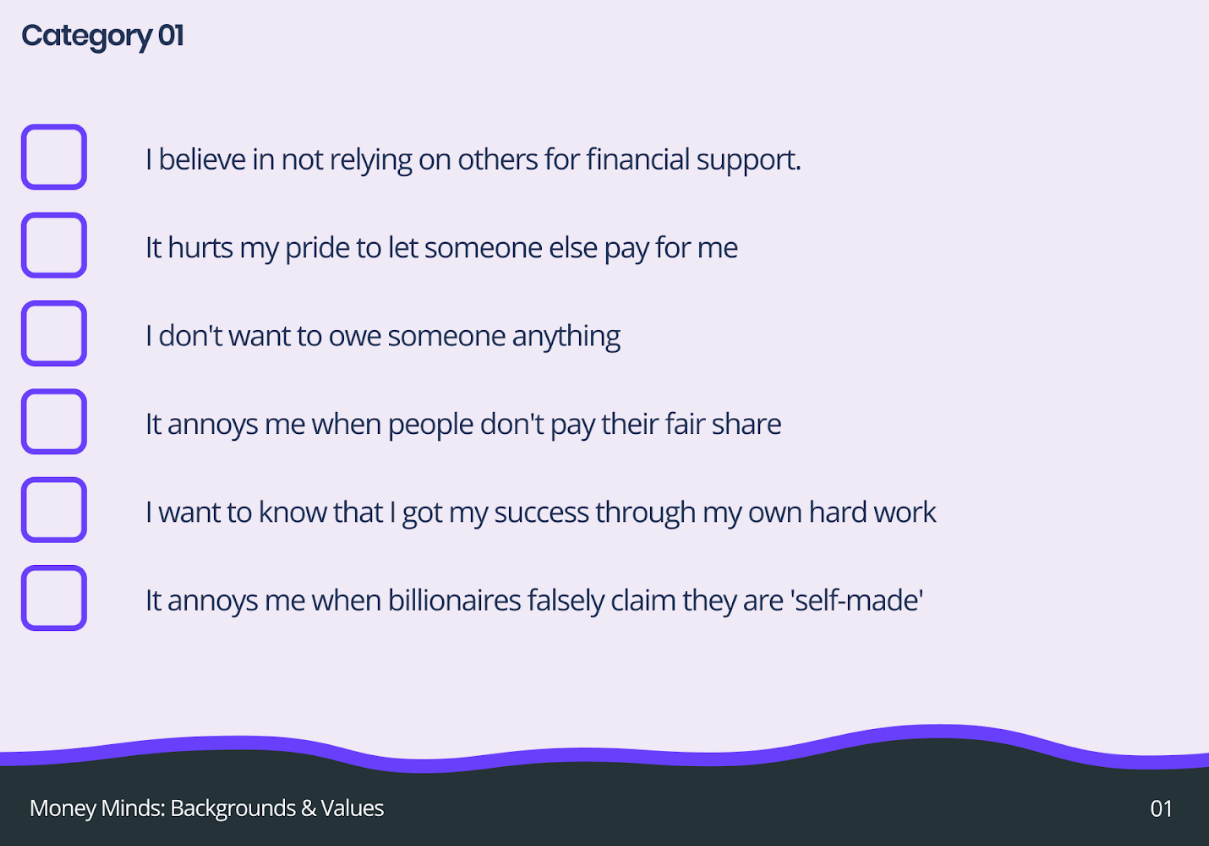 Category 01
I believe in not relying on others for financial support.
It hurts my pride to let someone else pay for me
I don't want to owe someone anything
It annoys me when people don't pay their fair share
I want to know that I got my success through my own hard work
It annoys me when billionaires falsely claim they are 'self-made'
Money Minds: Backgrounds & Values
01